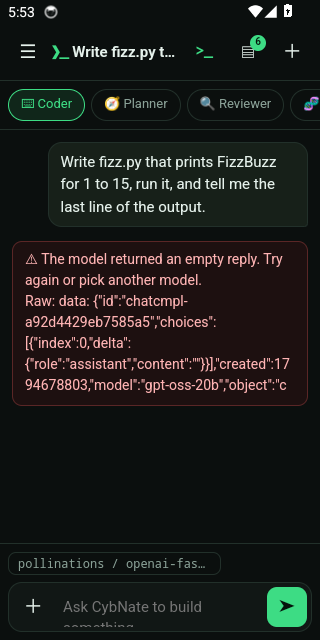 5:53
Write fizz.py t...
>_
6
Coder
Planner
Reviewer
Write fizz.py that prints FizzBuzz
for 1 to 15, run it, and tell me the
last line of the output.
⚠ The model returned an empty reply. Try
again or pick another model.
Raw: data: {"id":"chatcmpl-
a92d4429eb7585a5","choices":
[{"index":0,"delta":
{"role":"assistant","content":""}}],"created":17
94678803,"model":"gpt-oss-20b","object":"c
pollinations / openai-fas…
Ask CybNate to build
something